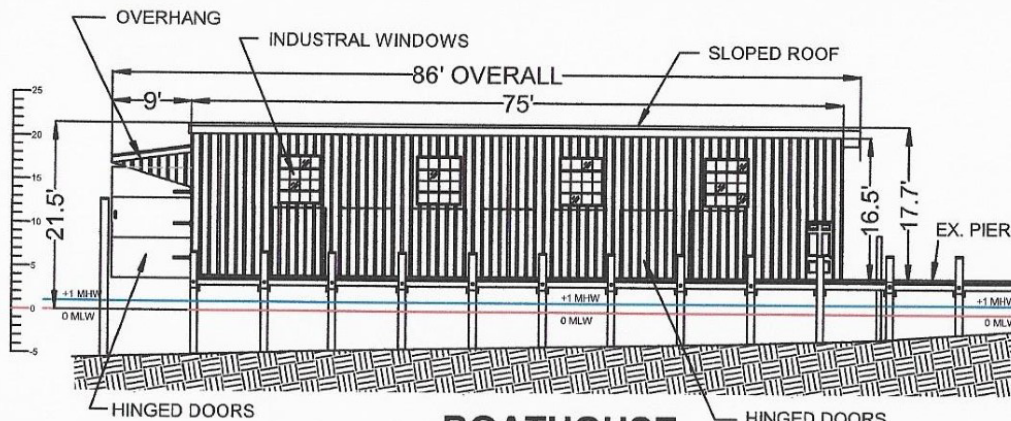 OVERHANG
INDUSTRAL WINDOWS
SLOPED ROOF
86' OVERALL
9'
75'
25
20
15
10
5
0
-5
21.5'
16.5'
17.7'
EX. PIER
+1 MHW
0 MLW
+1 MHW
0 MLW
+1 MHW
0 MLW
HINGED DOORS
BOATHOUSE
HINGED DOORS